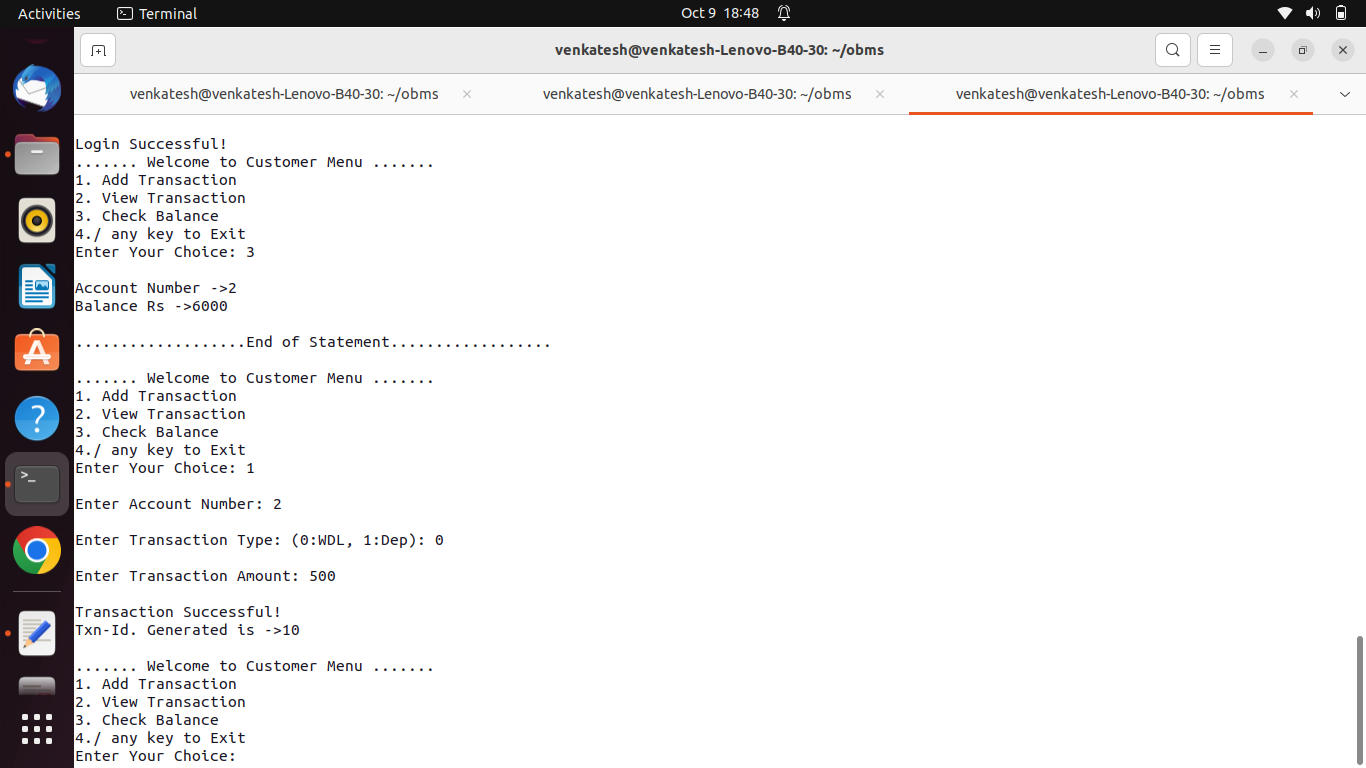 Activities Terminal Oct 9 18:48
venkatesh@venkatesh-Lenovo-B40-30: ~/obms
venkatesh@venkatesh-Lenovo-B40-30: ~/obms venkatesh@venkatesh-Lenovo-B40-30: ~/obms venkatesh@venkatesh-Lenovo-B40-30: ~/obms
Login Successful!
....... Welcome to Customer Menu .......
1. Add Transaction
2. View Transaction
3. Check Balance
4./ any key to Exit
Enter Your Choice: 3
Account Number ->2
Balance Rs ->6000
...................End of Statement..................
....... Welcome to Customer Menu .......
1. Add Transaction
2. View Transaction
3. Check Balance
4./ any key to Exit
Enter Your Choice: 1
Enter Account Number: 2
Enter Transaction Type: (0:WDL, 1:Dep): 0
Enter Transaction Amount: 500
Transaction Successful!
Txn-Id. Generated is ->10
....... Welcome to Customer Menu .......
1. Add Transaction
2. View Transaction
3. Check Balance
4./ any key to Exit
Enter Your Choice: